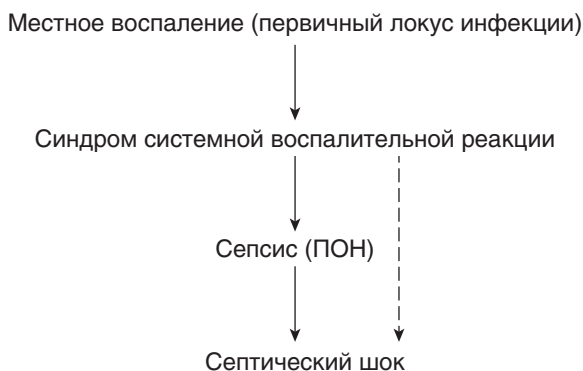 Местное воспаление (первичный локус инфекции)
Синдром системной воспалительной реакции
Сепсис (ПОН)
Септический шок